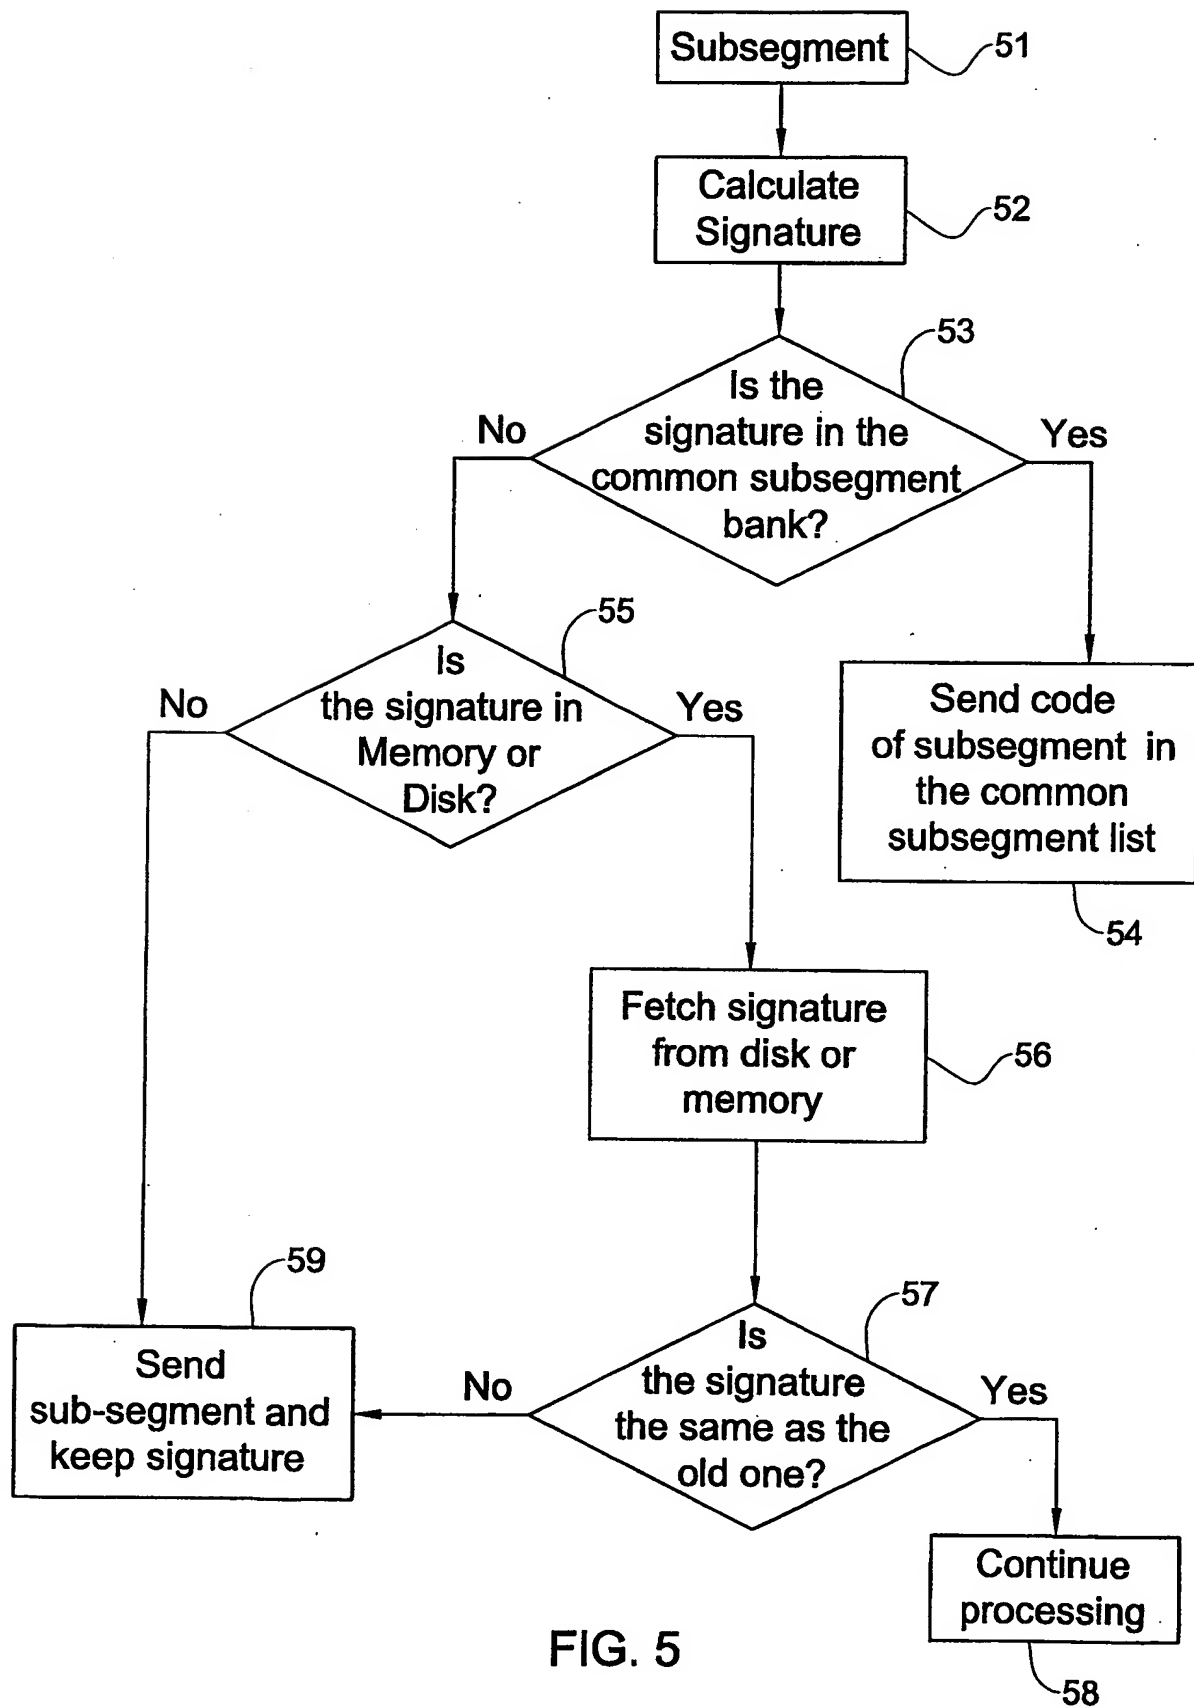 Subsegment
51
Calculate
Signature
52
53
Is the
signature in the
common subsegment
bank?
No
Yes
55
Is
the signature in
Memory or
Disk?
No
Yes
Send code
of subsegment in
the common
subsegment list
54
Fetch signature
from disk or
memory
56
59
Send
sub-segment and
keep signature
57
Is
the signature
the same as the
old one?
No
Yes
Continue
processing
58
FIG. 5